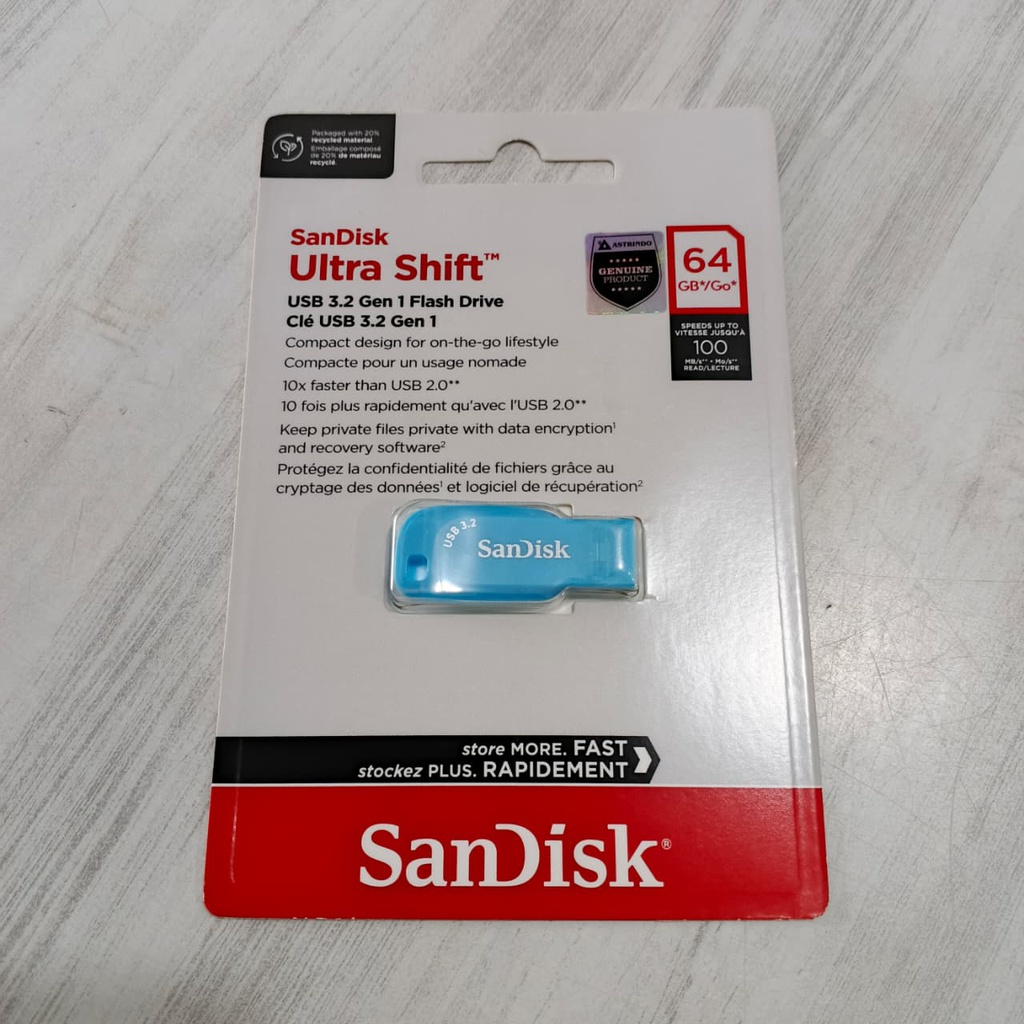 Packaged with 20%
recycled material
Emballage composé
de 20% de matériau
recyclé.
SanDisk
Ultra Shift™
USB 3.2 Gen 1 Flash Drive
Clé USB 3.2 Gen 1
Compact design for on-the-go lifestyle
Compacte pour un usage nomade
10x faster than USB 2.0**
10 fois plus rapidement qu'avec l'USB 2.0**
Keep private files private with data encryption¹
and recovery software²
Protégez la confidentialité de fichiers grâce au
cryptage des données¹ et logiciel de récupération²
ASTRINDO
GENUINE
PRODUCT
64
GB*/Go*
SPEEDS UP TO
VITESSE JUSQU'À
100
MB/s** • Mo/s**
READ/LECTURE
USB 3.2
SanDisk
store MORE. FAST
stockez PLUS. RAPIDEMENT
SanDisk®